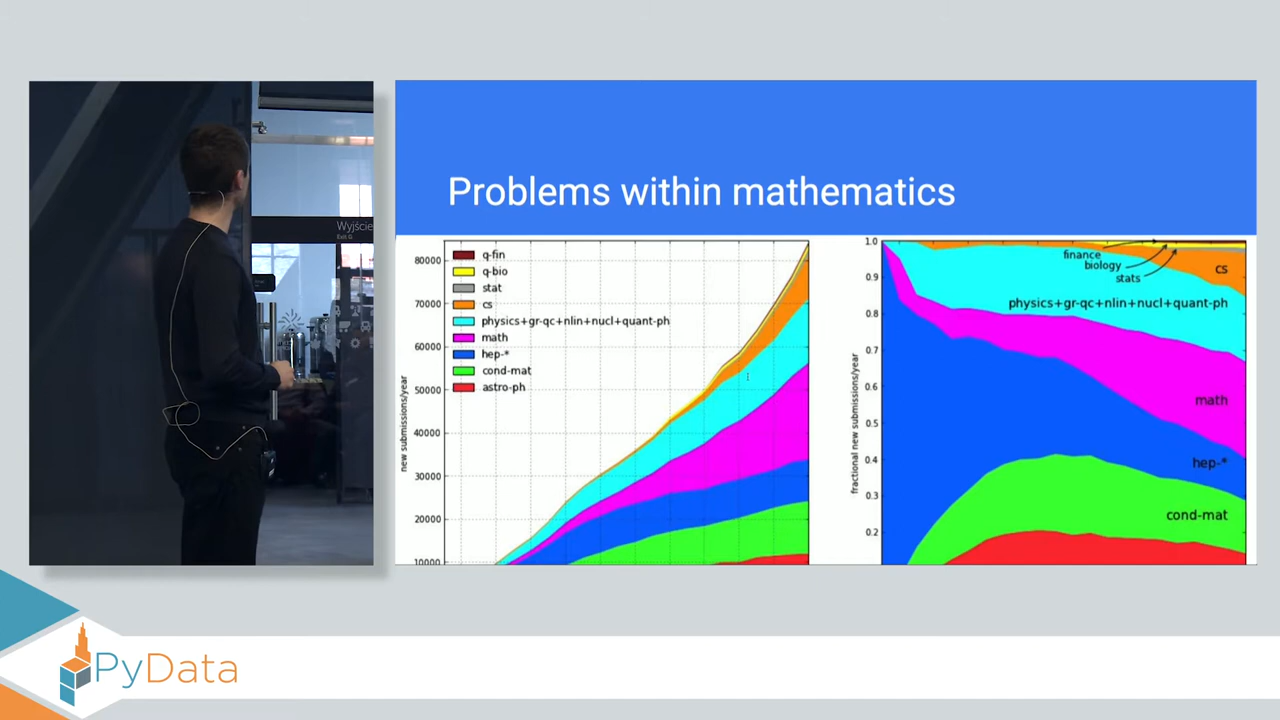 Problems within mathematics
Wyjście
Exit G
q-fin
q-bio
stat
cs
physics+gr-qc+nlin+nucl+quant-ph
math
hep-*
cond-mat
astro-ph
new submissions/year
80000
70000
60000
50000
40000
30000
20000
10000
fractional new submissions/year
1.0
0.9
0.8
0.7
0.6
0.5
0.4
0.3
0.2
finance
biology
stats
cs
physics+gr-qc+nlin+nucl+quant-ph
math
hep-*
cond-mat
PyData